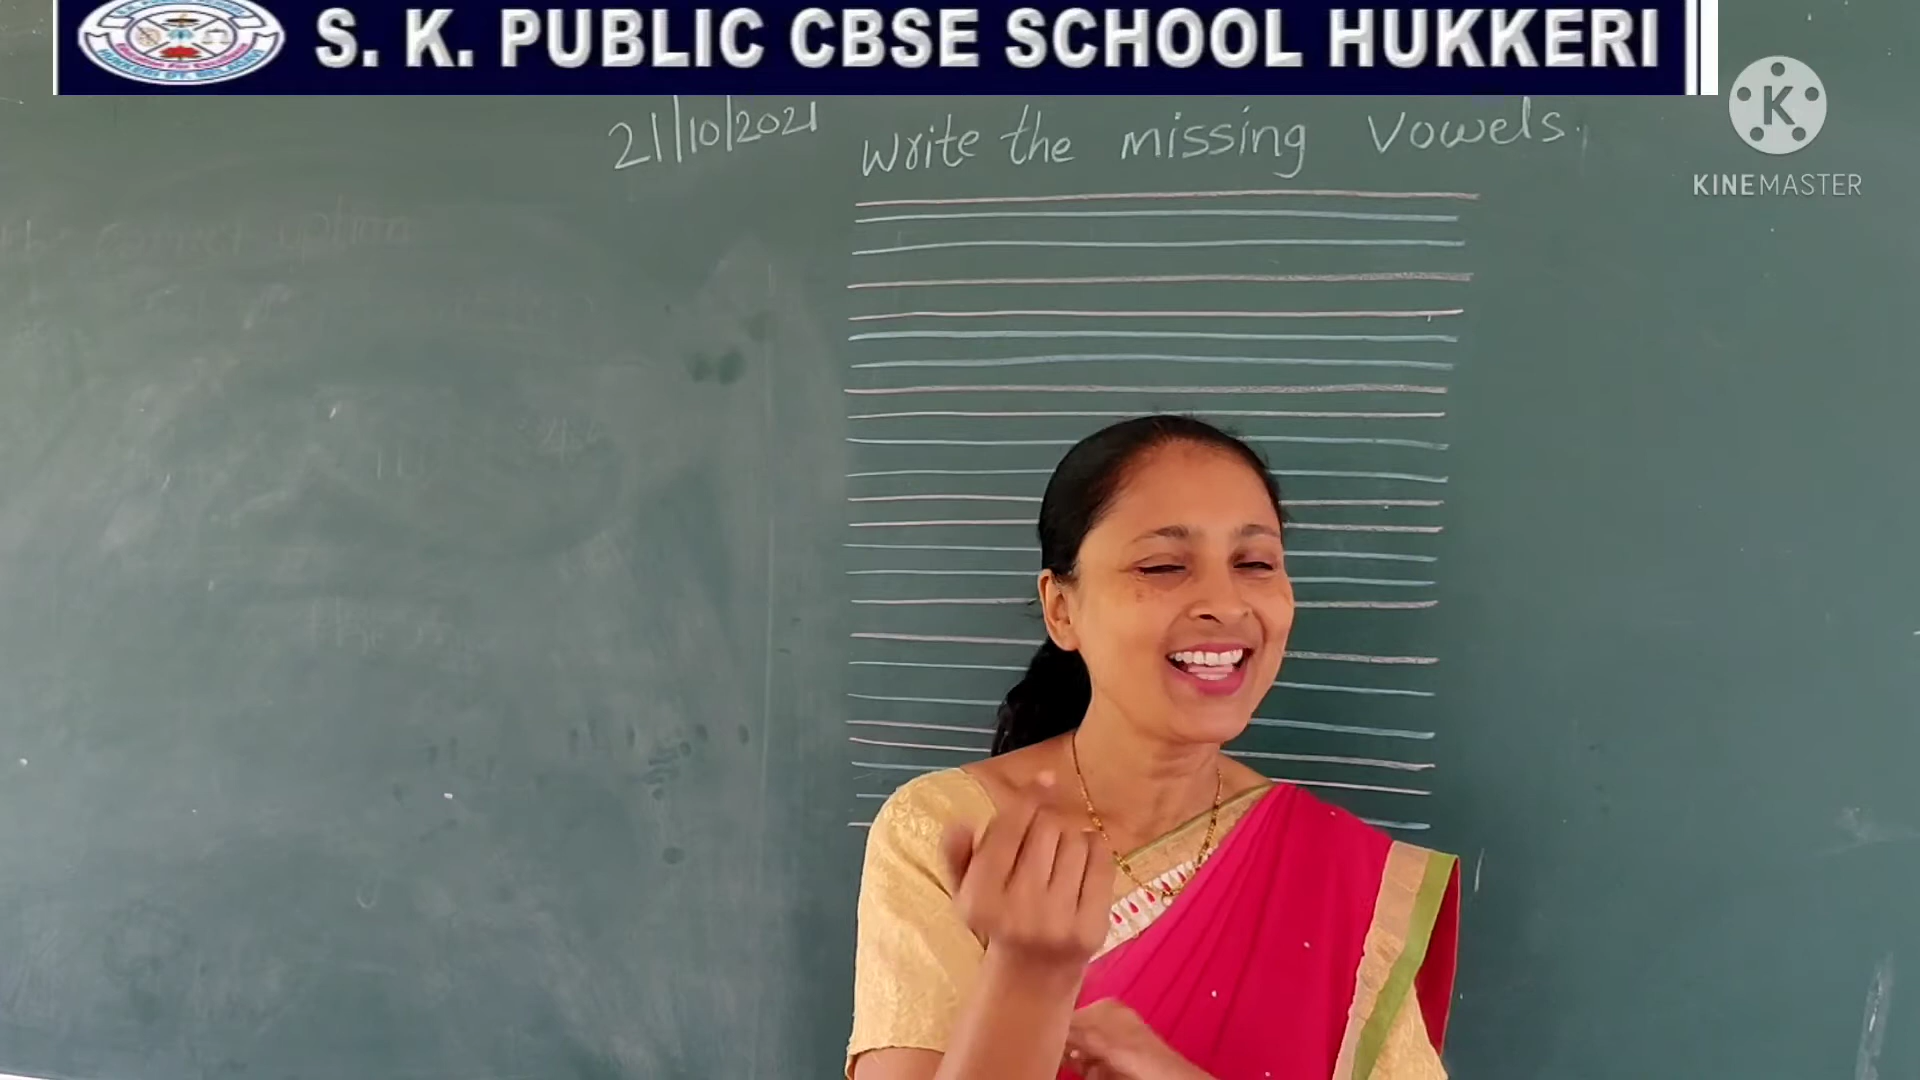 S. K. PUBLIC CBSE SCHOOL HUKKERI
21/10/2021 Write the missing Vowels.
KINEMASTER